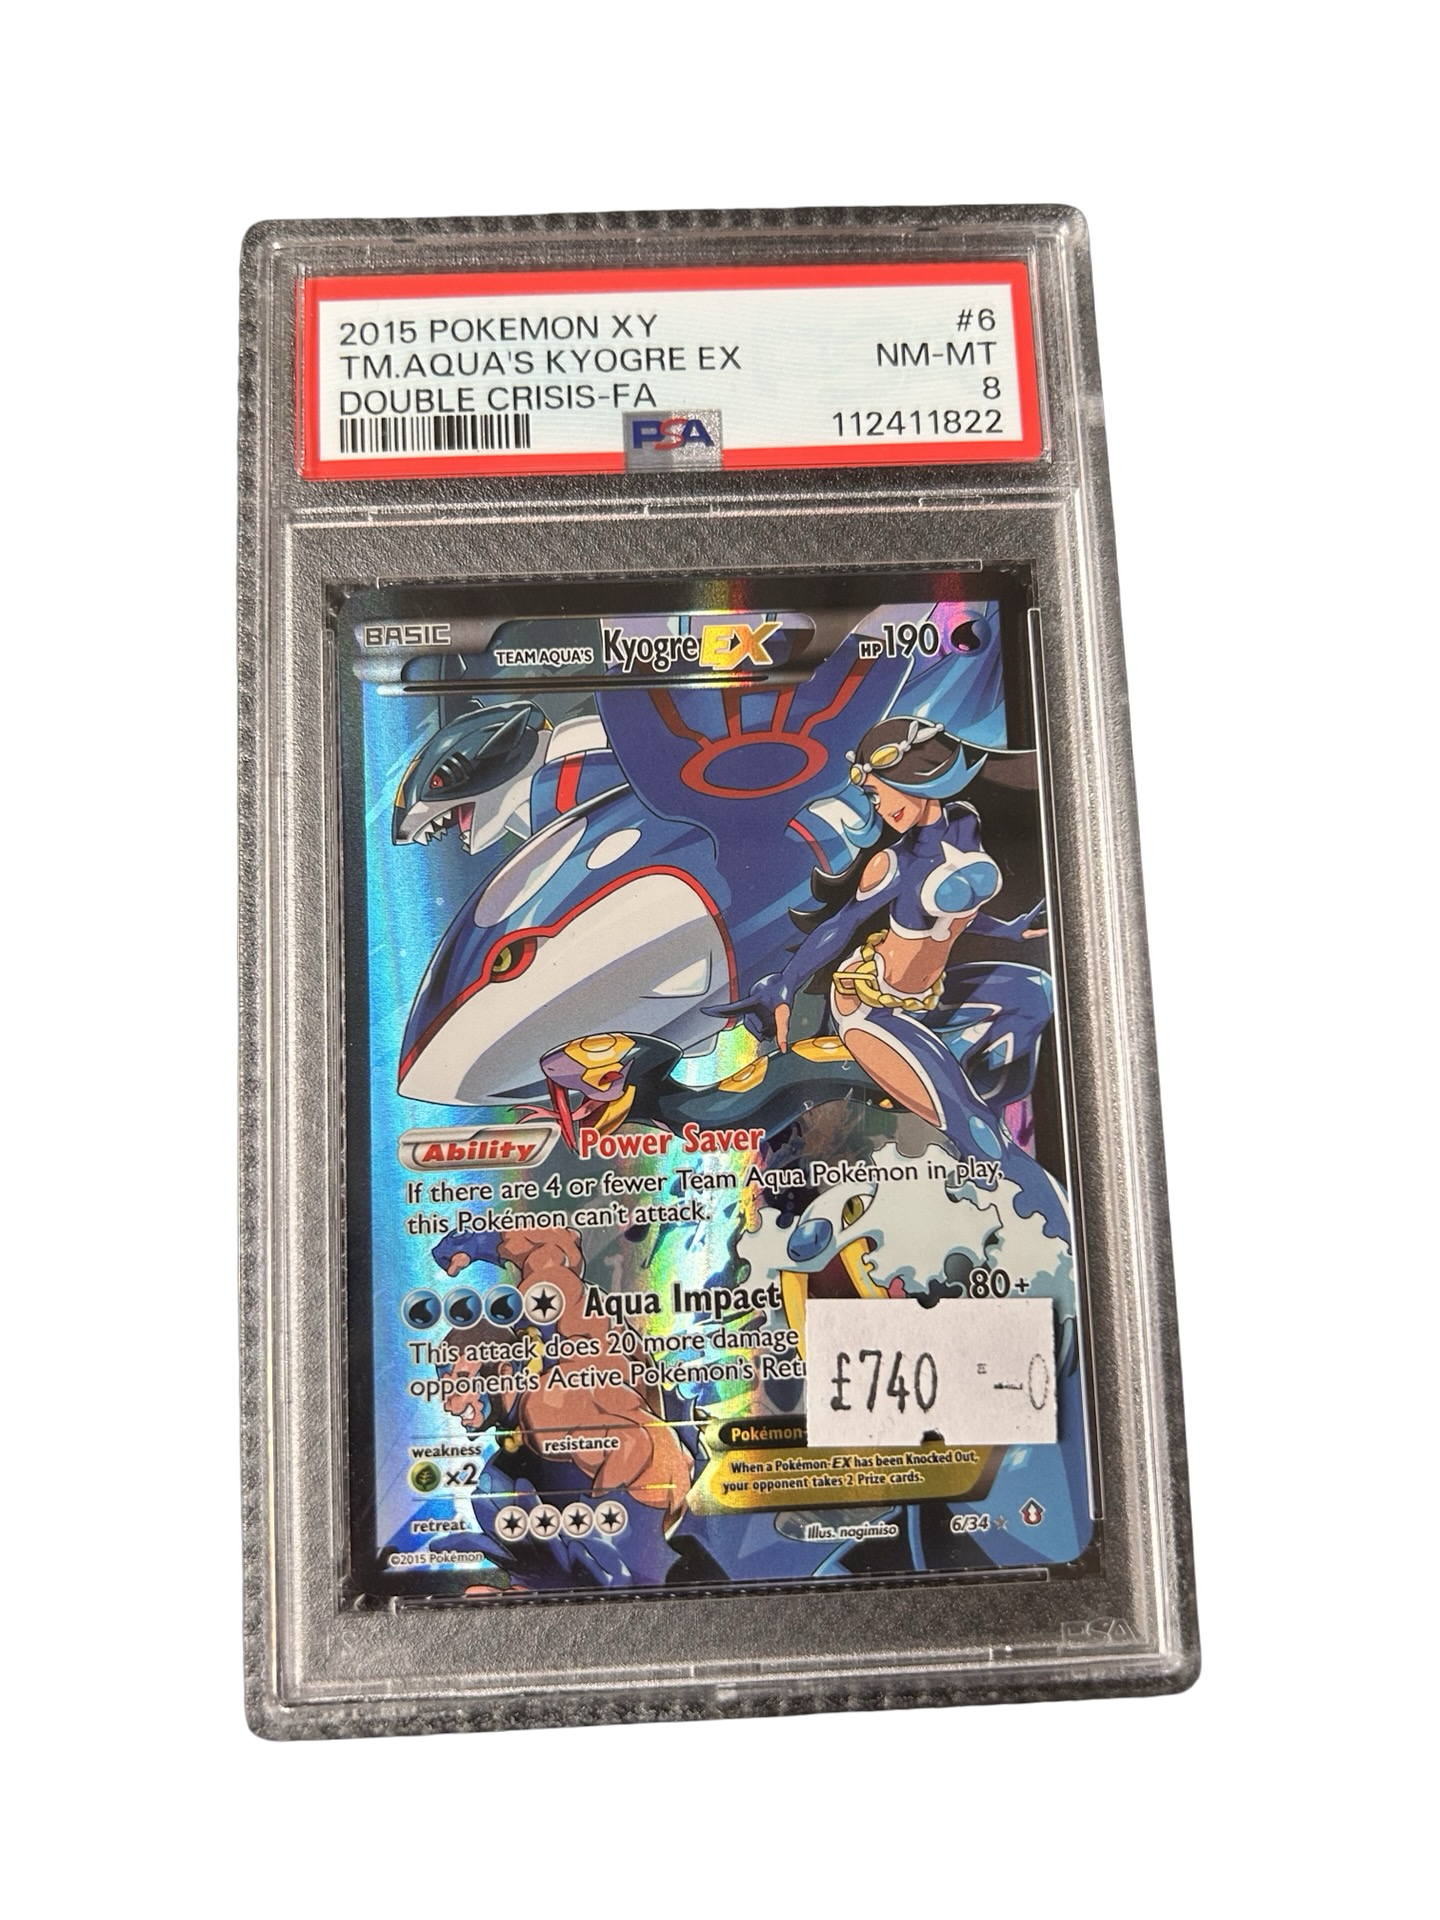 2015 POKEMON XY #6
TM.AQUA'S KYOGRE EX NM-MT
DOUBLE CRISIS-FA 8
PSA 112411822
BASIC TEAM AQUA'S Kyogre EX HP190
Ability Power Saver
If there are 4 or fewer Team Aqua Pokémon in play,
this Pokémon can't attack.
Aqua Impact 80+
This attack does 20 more damage
opponent's Active Pokémon's
£740
Pokémon-
weakness resistance
×2
When a Pokémon-EX has been Knocked Out,
your opponent takes 2 Prize cards.
retreat
Illus. nagimiso 6/34
©2015 Pokémon
PSA